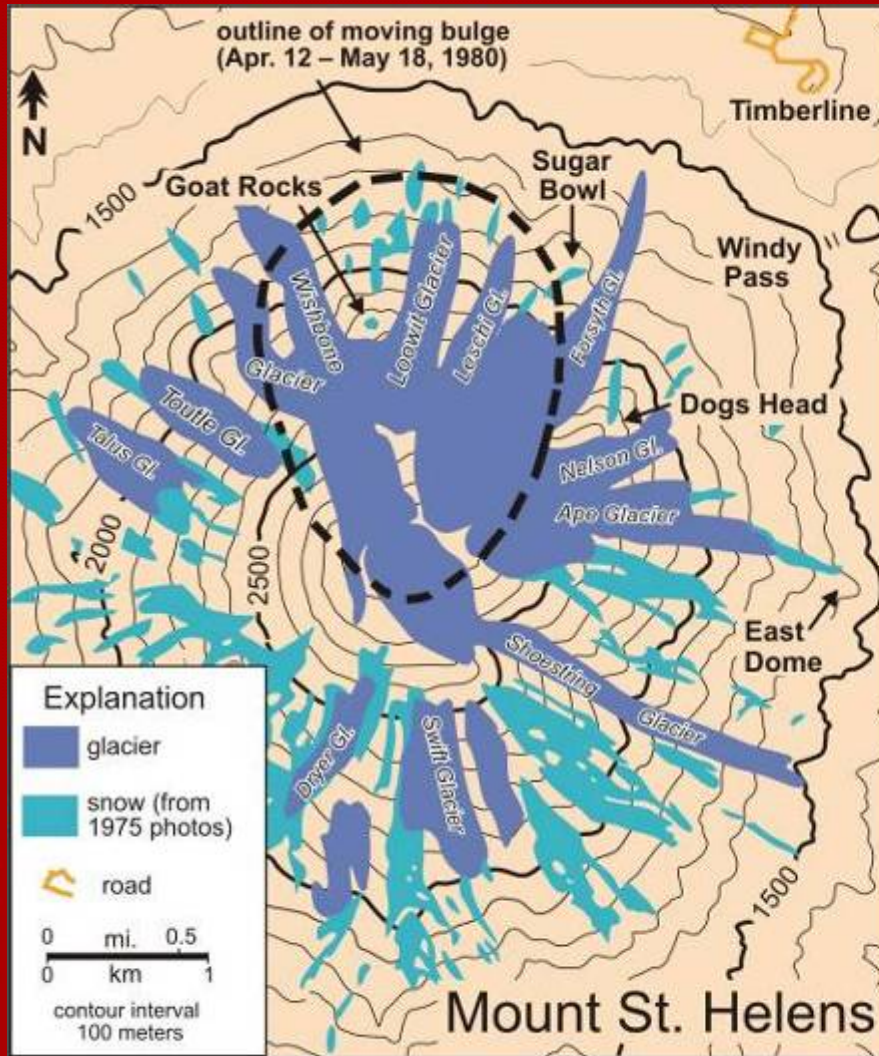 outline of moving bulge
(Apr. 12 – May 18, 1980)
N
Timberline
1500
Goat Rocks
Sugar
Bowl
Windy
Pass
Wishbone
Glacier
Loowit Glacier
Leschi Gl.
Forsyth Gl.
Toutle Gl.
Talus Gl.
Dogs Head
Nelson Gl.
Ape Glacier
2000
2500
East
Dome
Shoestring
Glacier
Dryer Gl.
Swift Glacier
1500
Explanation
glacier
snow (from
1975 photos)
road
0 mi. 0.5
0 km 1
contour interval
100 meters
Mount St. Helens